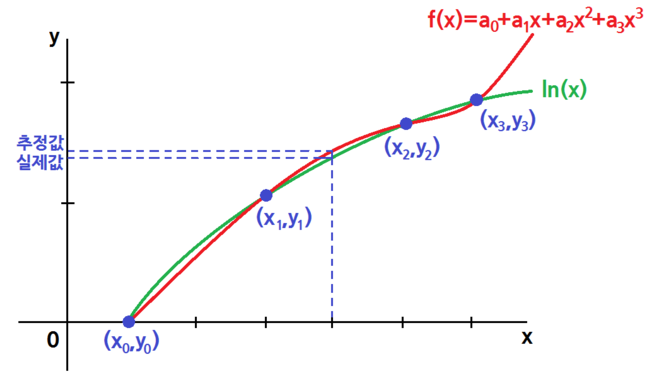 f(x)=a₀+a₁x+a₂x²+a₃x³
y
ln(x)
(x₃,y₃)
추정값
실제값
(x₂,y₂)
(x₁,y₁)
0
(x₀,y₀)
x